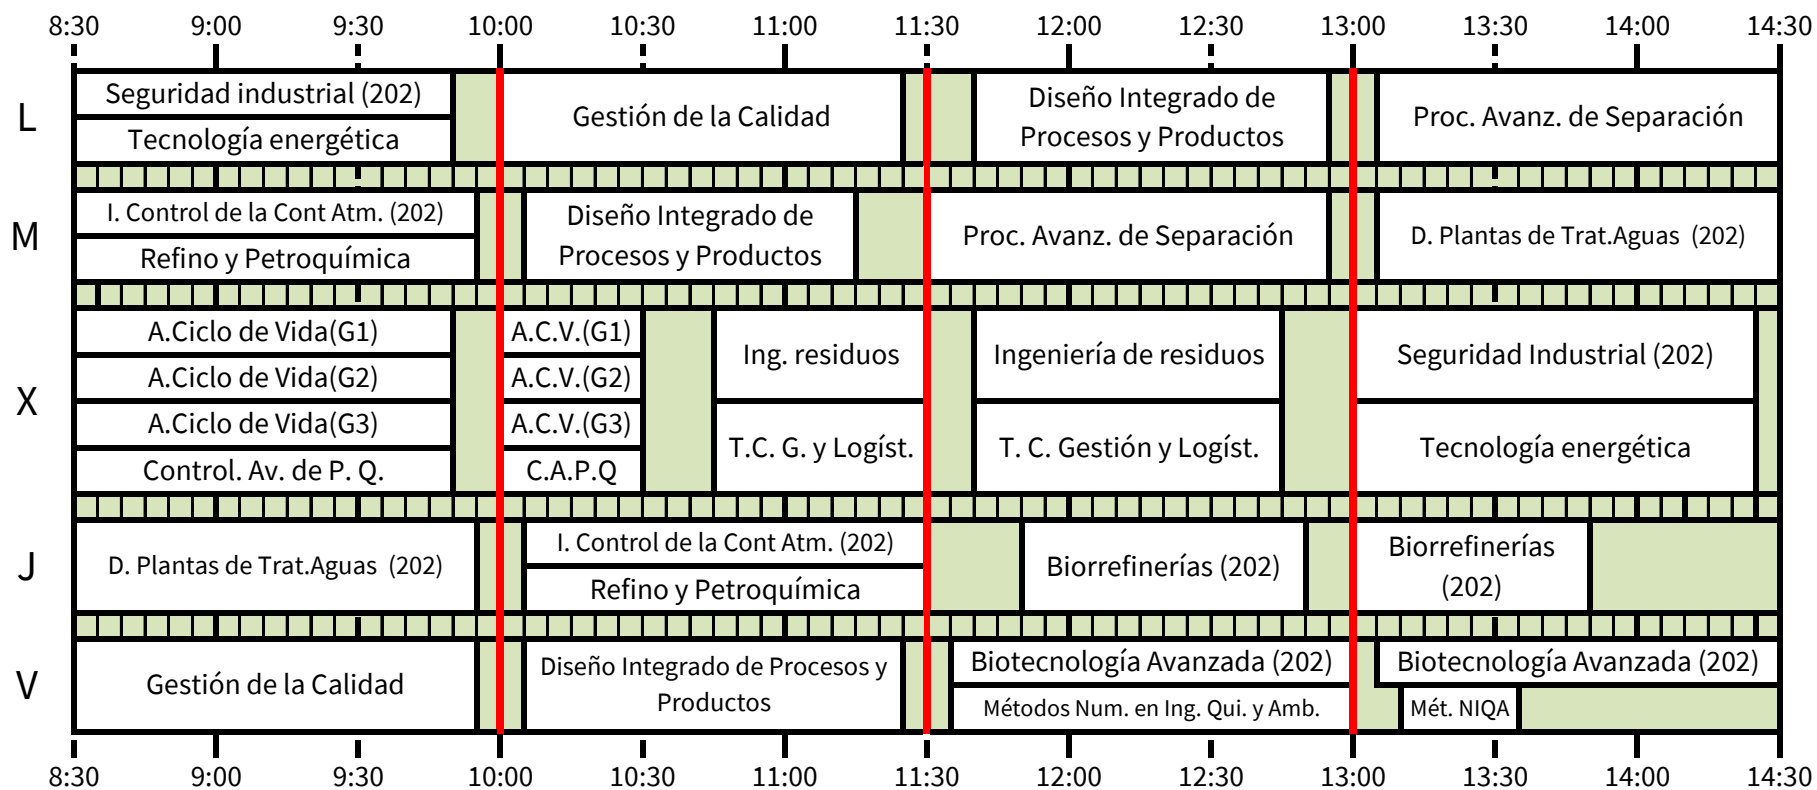 8:30 9:00 9:30 10:00 10:30 11:00 11:30 12:00 12:30 13:00 13:30 14:00 14:30
L
Seguridad industrial (202)
Tecnología energética
Gestión de la Calidad
Diseño Integrado de
Procesos y Productos
Proc. Avanz. de Separación
M
I. Control de la Cont Atm. (202)
Refino y Petroquímica
Diseño Integrado de
Procesos y Productos
Proc. Avanz. de Separación
D. Plantas de Trat.Aguas (202)
X
A.Ciclo de Vida(G1)
A.Ciclo de Vida(G2)
A.Ciclo de Vida(G3)
Control. Av. de P. Q.
A.C.V.(G1)
A.C.V.(G2)
A.C.V.(G3)
C.A.P.Q
Ing. residuos
T.C. G. y Logíst.
Ingeniería de residuos
T. C. Gestión y Logíst.
Seguridad Industrial (202)
Tecnología energética
J
D. Plantas de Trat.Aguas (202)
I. Control de la Cont Atm. (202)
Refino y Petroquímica
Biorrefinerías (202)
Biorrefinerías
(202)
V
Gestión de la Calidad
Diseño Integrado de Procesos y
Productos
Biotecnología Avanzada (202)
Métodos Num. en Ing. Qui. y Amb.
Biotecnología Avanzada (202)
Mét. NIQA
8:30 9:00 9:30 10:00 10:30 11:00 11:30 12:00 12:30 13:00 13:30 14:00 14:30